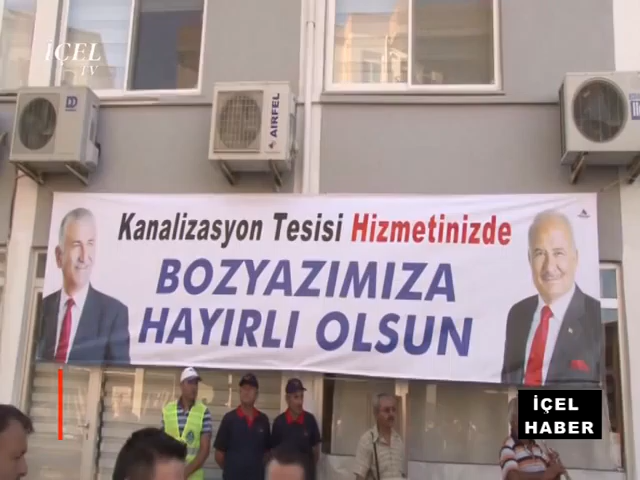 İÇEL
TV
AIRFEL
Kanalizasyon Tesisi Hizmetinizde
BOZYAZIMIZA
HAYIRLI OLSUN
İÇEL
HABER